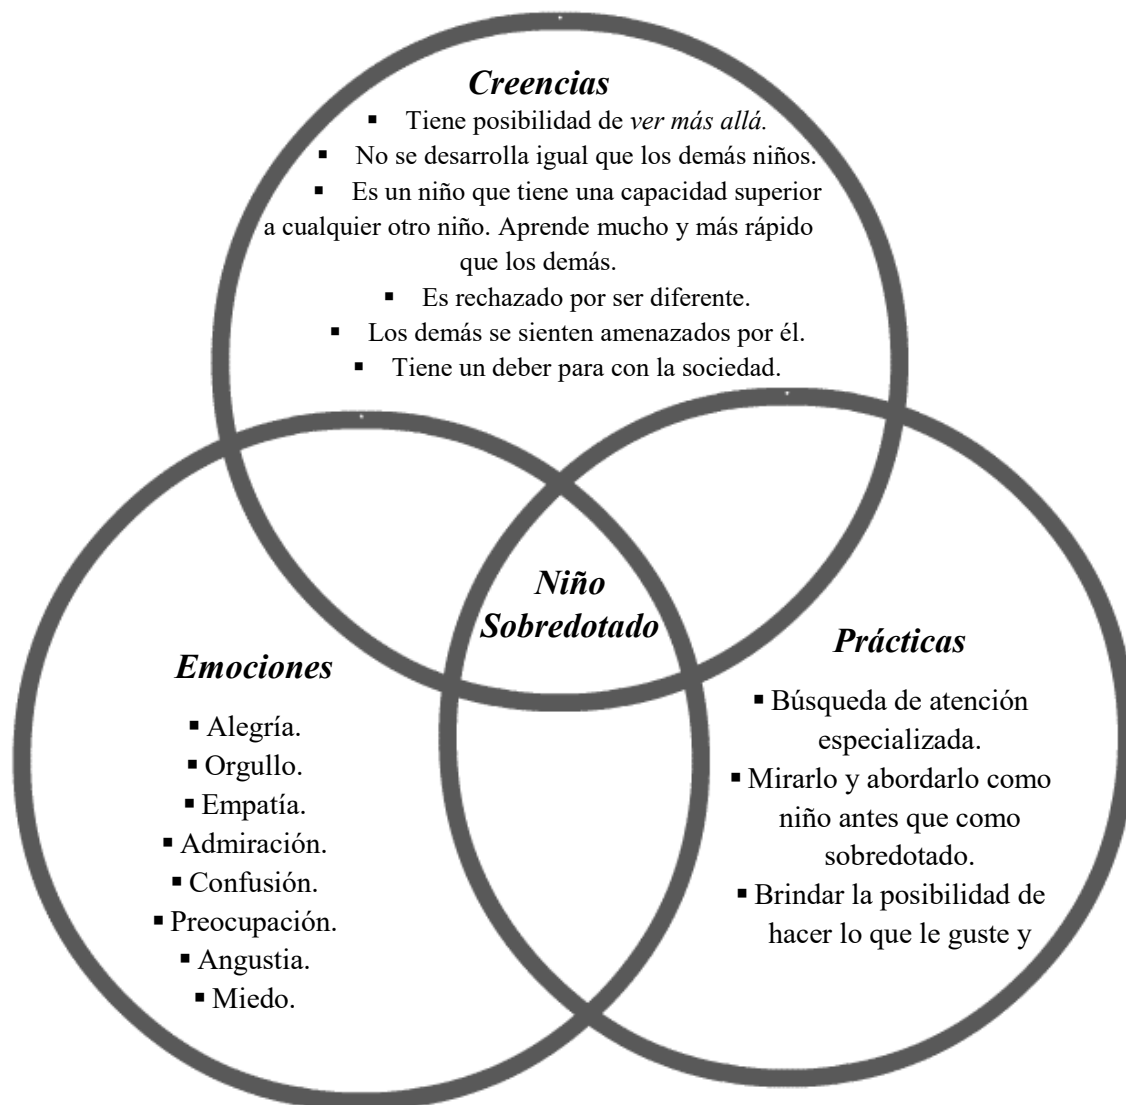 Creencias
▪ Tiene posibilidad de ver más allá.
▪ No se desarrolla igual que los demás niños.
▪ Es un niño que tiene una capacidad superior
a cualquier otro niño. Aprende mucho y más rápido
que los demás.
▪ Es rechazado por ser diferente.
▪ Los demás se sienten amenazados por él.
▪ Tiene un deber para con la sociedad.
Niño
Sobredotado
Emociones
▪ Alegría.
▪ Orgullo.
▪ Empatía.
▪ Admiración.
▪ Confusión.
▪ Preocupación.
▪ Angustia.
▪ Miedo.
Prácticas
▪ Búsqueda de atención
especializada.
▪ Mirarlo y abordarlo como
niño antes que como
sobredotado.
▪ Brindar la posibilidad de
hacer lo que le guste y